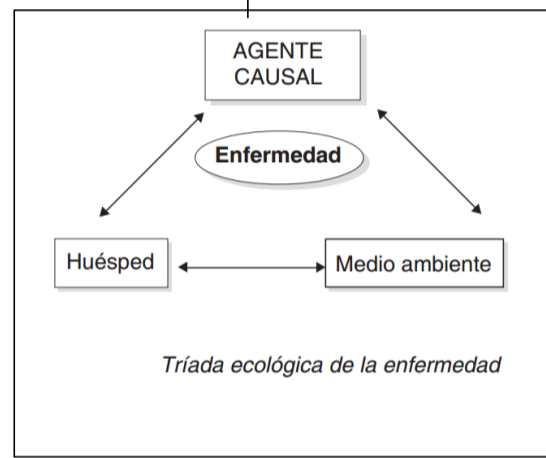 AGENTE
CAUSAL
Enfermedad
Huésped
Medio ambiente
Tríada ecológica de la enfermedad